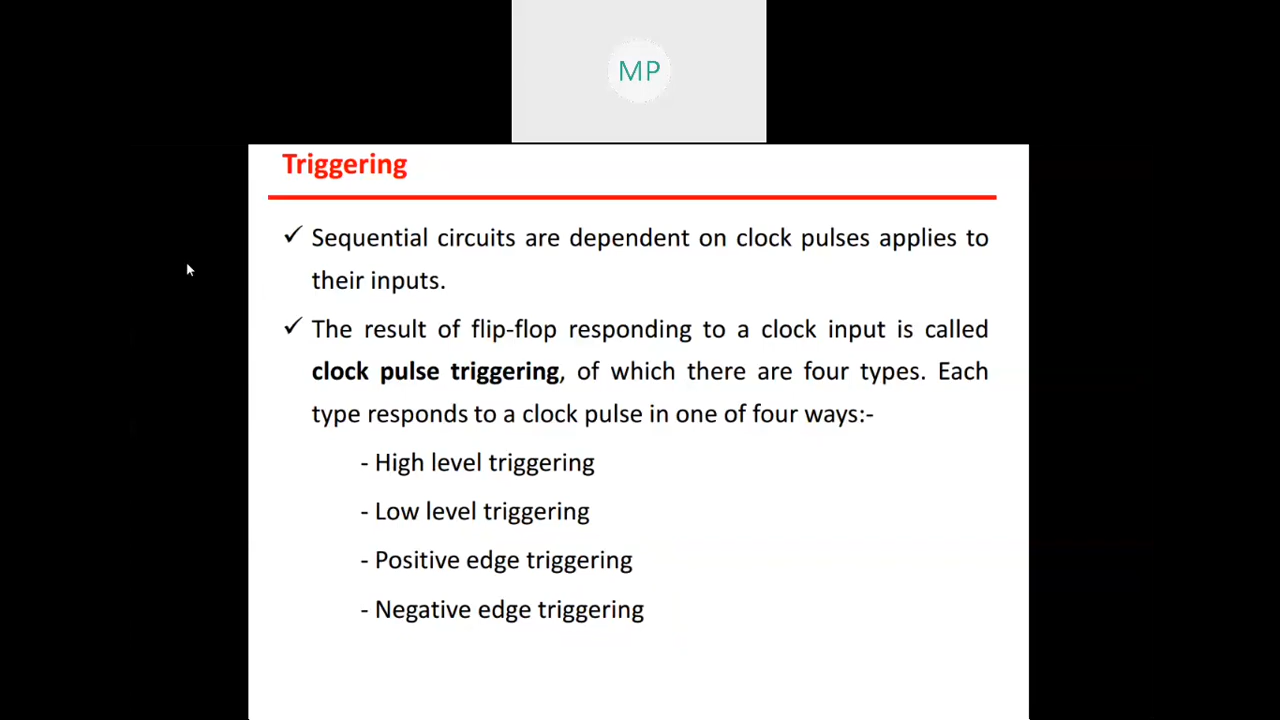 MP
Triggering
✓ Sequential circuits are dependent on clock pulses applies to
their inputs.
✓ The result of flip-flop responding to a clock input is called
clock pulse triggering, of which there are four types. Each
type responds to a clock pulse in one of four ways:-
- High level triggering
- Low level triggering
- Positive edge triggering
- Negative edge triggering